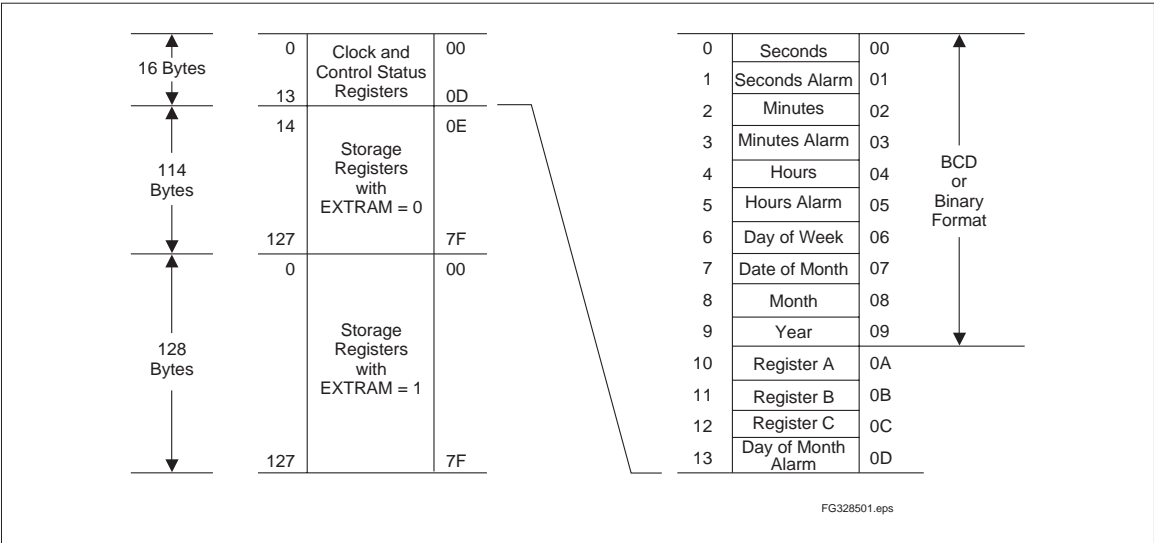 16 Bytes
114
Bytes
128
Bytes
0
Clock and
Control Status
Registers
00
13
0D
14
Storage
Registers
with
EXTRAM = 0
0E
127
7F
0
00
Storage
Registers
with
EXTRAM = 1
127
7F
0 Seconds 00
1 Seconds Alarm 01
2 Minutes 02
3 Minutes Alarm 03
4 Hours 04
5 Hours Alarm 05
6 Day of Week 06
7 Date of Month 07
8 Month 08
9 Year 09
10 Register A 0A
11 Register B 0B
12 Register C 0C
13 Day of Month
Alarm 0D
BCD
or
Binary
Format
FG328501.eps